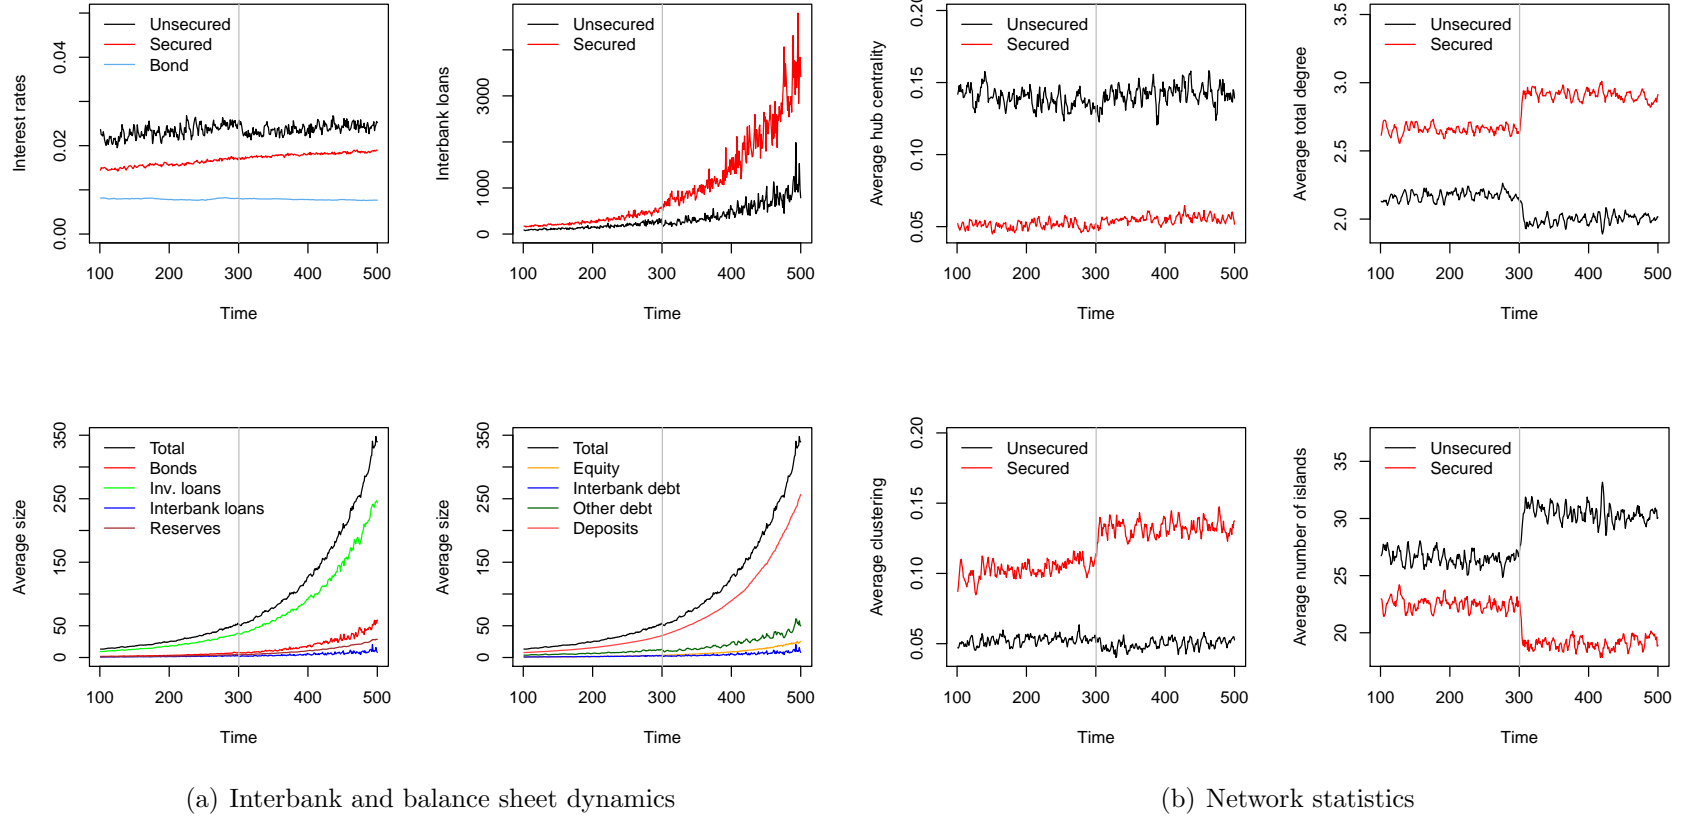 Interest rates
0.00 0.02 0.04
Unsecured
Secured
Bond
100 200 300 400 500
Time
Interbank loans
0 1000 3000
Unsecured
Secured
100 200 300 400 500
Time
Average hub centrality
0.05 0.10 0.15 0.20
Unsecured
Secured
100 200 300 400 500
Time
Average total degree
2.0 2.5 3.0 3.5
Unsecured
Secured
100 200 300 400 500
Time
Average size
0 50 150 250 350
Total
Bonds
Inv. loans
Interbank loans
Reserves
100 200 300 400 500
Time
Average size
0 50 150 250 350
Total
Equity
Interbank debt
Other debt
Deposits
100 200 300 400 500
Time
Average clustering
0.05 0.10 0.15 0.20
Unsecured
Secured
100 200 300 400 500
Time
Average number of islands
20 25 30 35
Unsecured
Secured
100 200 300 400 500
Time
(a) Interbank and balance sheet dynamics
(b) Network statistics